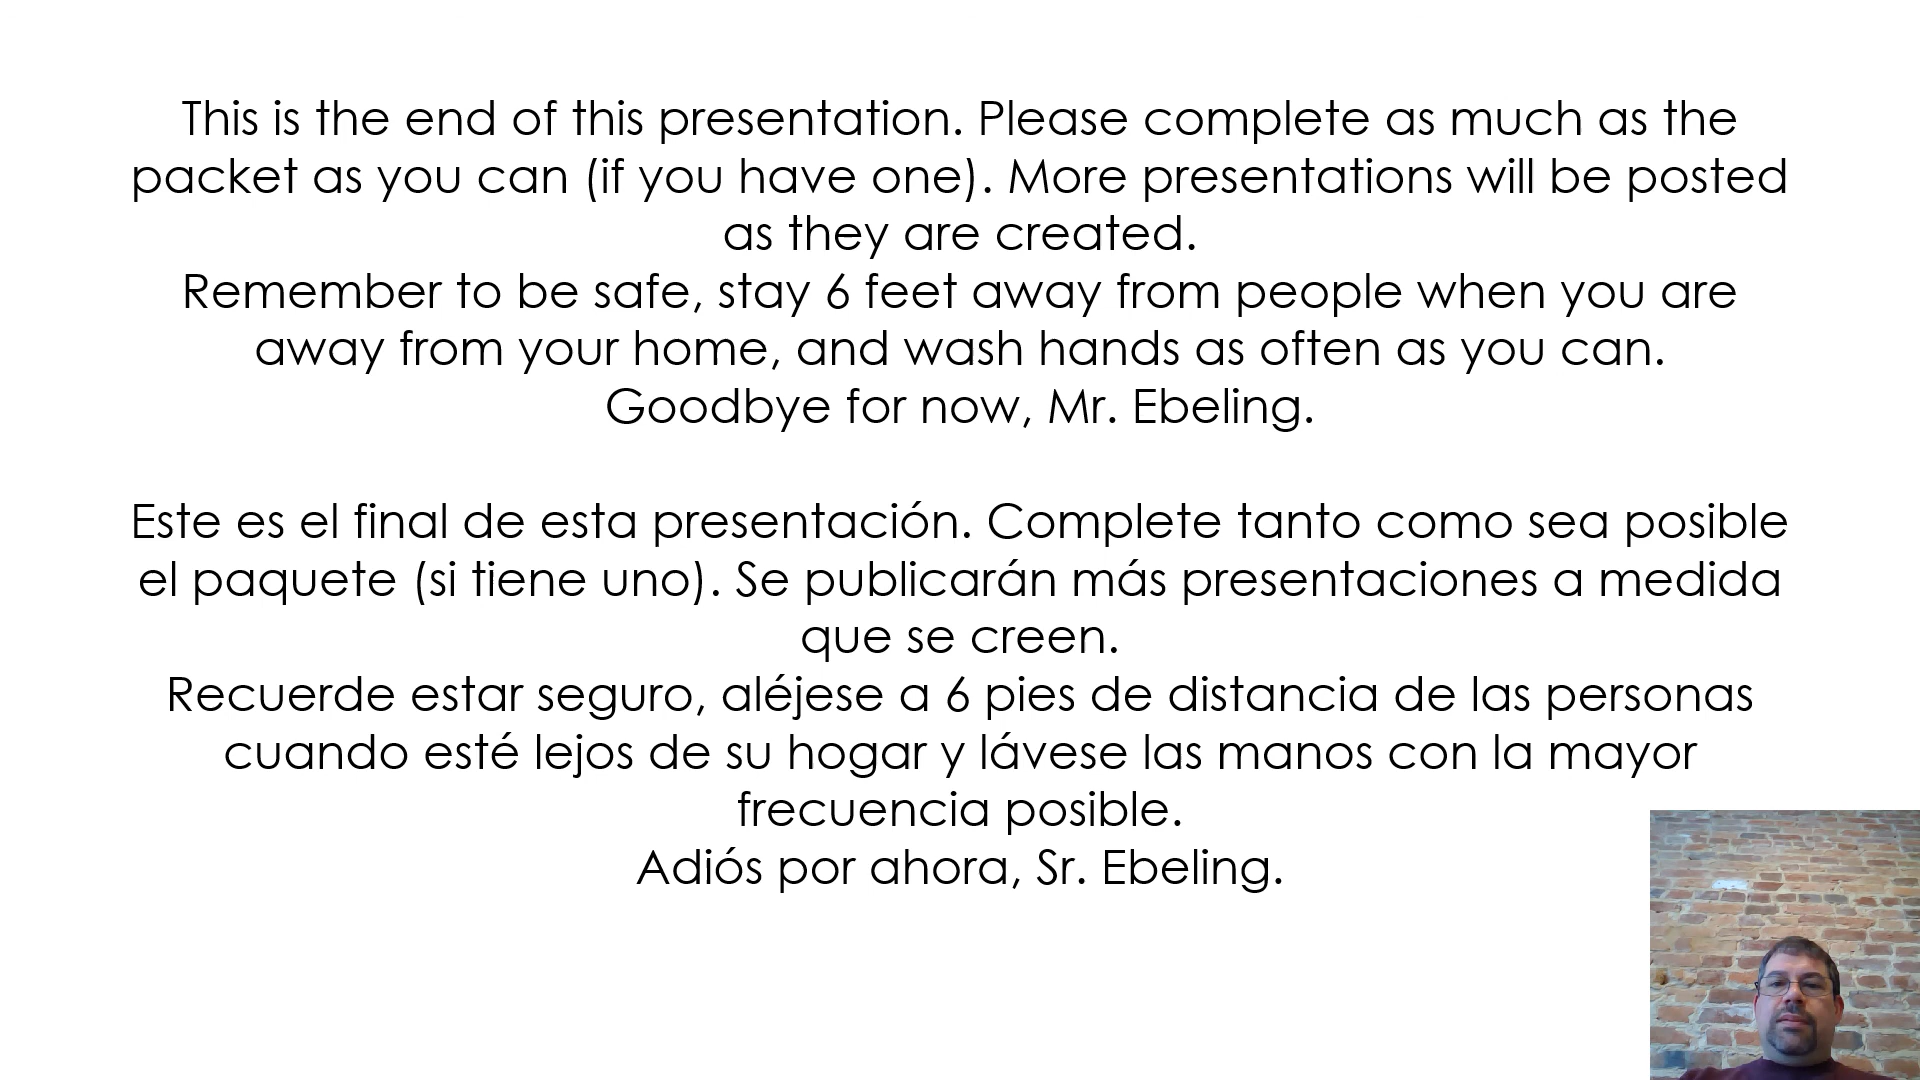 This is the end of this presentation. Please complete as much as the
packet as you can (if you have one). More presentations will be posted
as they are created.
Remember to be safe, stay 6 feet away from people when you are
away from your home, and wash hands as often as you can.
Goodbye for now, Mr. Ebeling.
Este es el final de esta presentación. Complete tanto como sea posible
el paquete (si tiene uno). Se publicarán más presentaciones a medida
que se creen.
Recuerde estar seguro, aléjese a 6 pies de distancia de las personas
cuando esté lejos de su hogar y lávese las manos con la mayor
frecuencia posible.
Adiós por ahora, Sr. Ebeling.